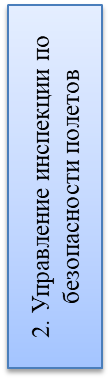 2. Управление инспекции по
безопасности полетов